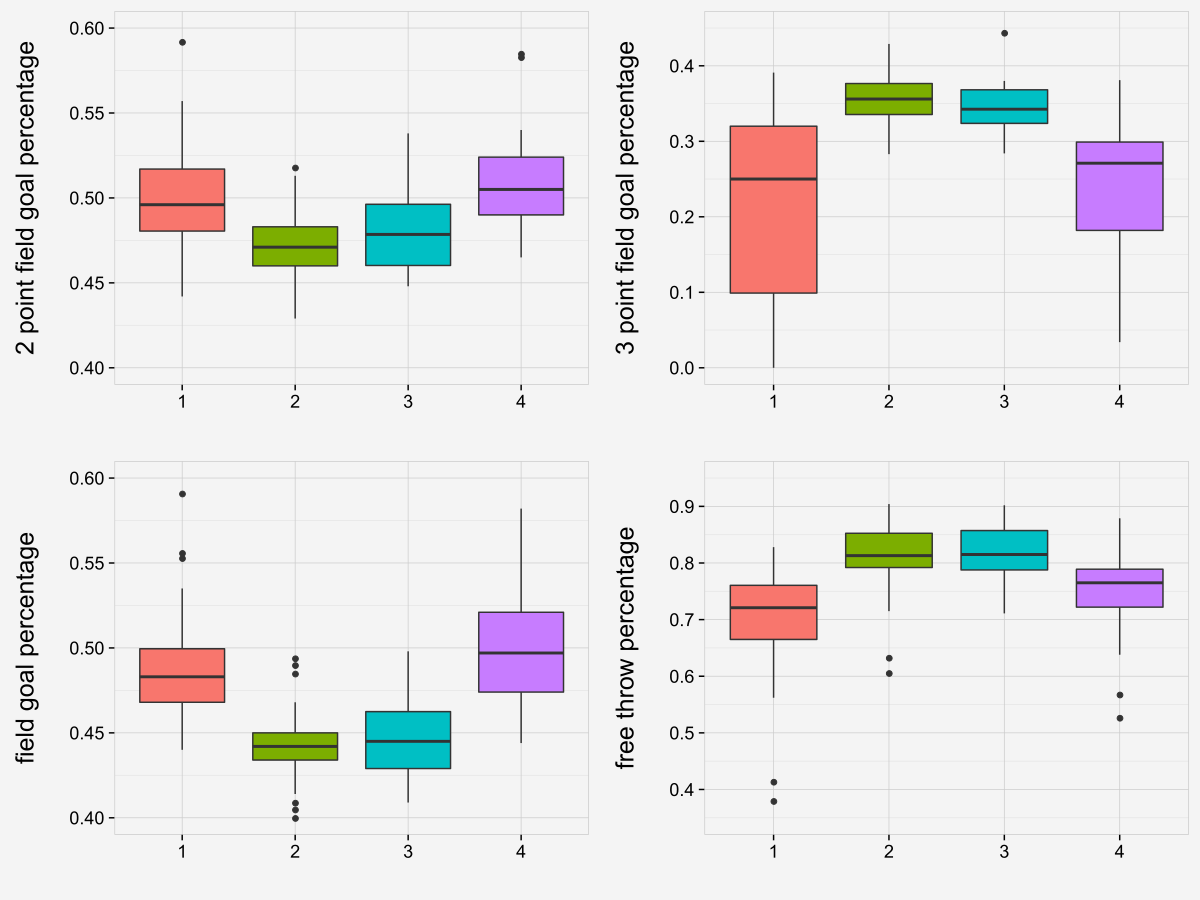 2 point field goal percentage
0.60
0.55
0.50
0.45
0.40
1 2 3 4
3 point field goal percentage
0.4
0.3
0.2
0.1
0.0
1 2 3 4
field goal percentage
0.60
0.55
0.50
0.45
0.40
1 2 3 4
free throw percentage
0.9
0.8
0.7
0.6
0.5
0.4
1 2 3 4